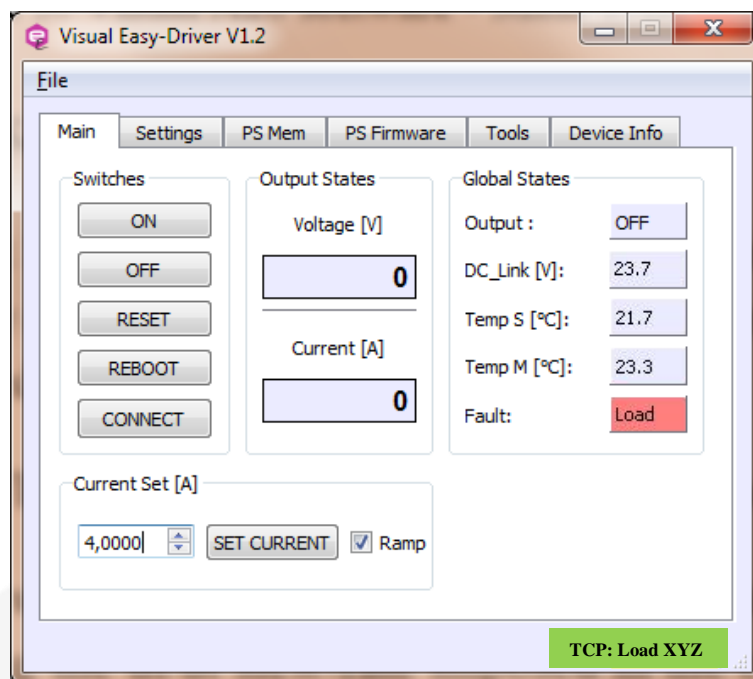 Visual Easy-Driver V1.2
File
Main Settings PS Mem PS Firmware Tools Device Info
Switches
ON
OFF
RESET
REBOOT
CONNECT
Output States
Voltage [V]
0
Current [A]
0
Global States
Output : OFF
DC_Link [V]: 23.7
Temp S [°C]: 21.7
Temp M [°C]: 23.3
Fault: Load
Current Set [A]
4,0000 SET CURRENT Ramp
TCP: Load XYZ